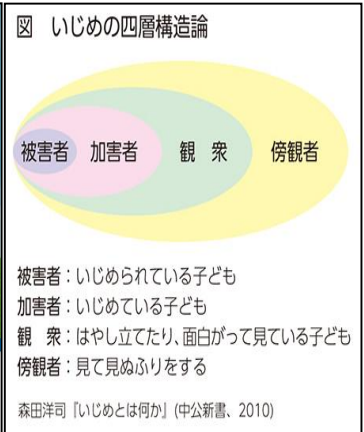 図 いじめの四層構造論
被害者 加害者 観 衆 傍観者
被害者：いじめられている子ども
加害者：いじめている子ども
観 衆：はやし立てたり、面白がって見ている子ども
傍観者：見て見ぬふりをする
森田洋司『いじめとは何か』(中公新書、2010)